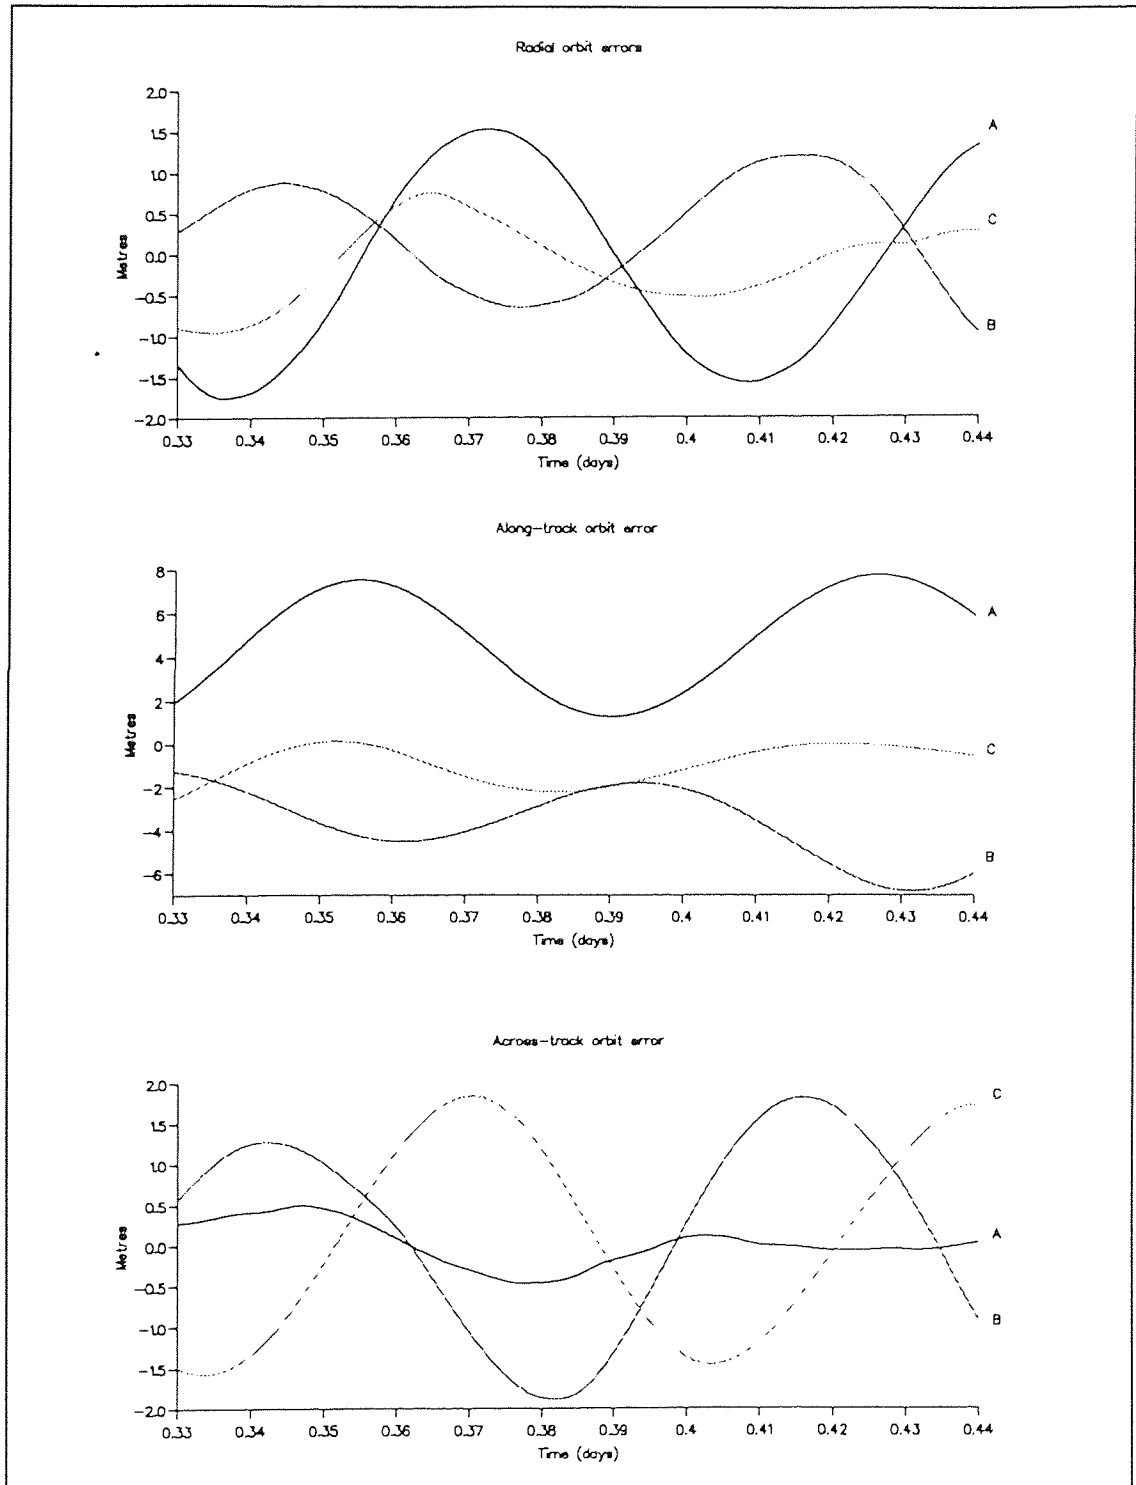 Radial orbit errors
2.0
1.5
1.0
0.5
0.0
-0.5
-1.0
-1.5
-2.0
Metres
A
C
B
0.33 0.34 0.35 0.36 0.37 0.38 0.39 0.4 0.41 0.42 0.43 0.44
Time (days)
Along-track orbit error
8
6
4
2
0
-2
-4
-6
Metres
A
C
B
0.33 0.34 0.35 0.36 0.37 0.38 0.39 0.4 0.41 0.42 0.43 0.44
Time (days)
Across-track orbit error
2.0
1.5
1.0
0.5
0.0
-0.5
-1.0
-1.5
-2.0
Metres
C
A
B
0.33 0.34 0.35 0.36 0.37 0.38 0.39 0.4 0.41 0.42 0.43 0.44
Time (days)